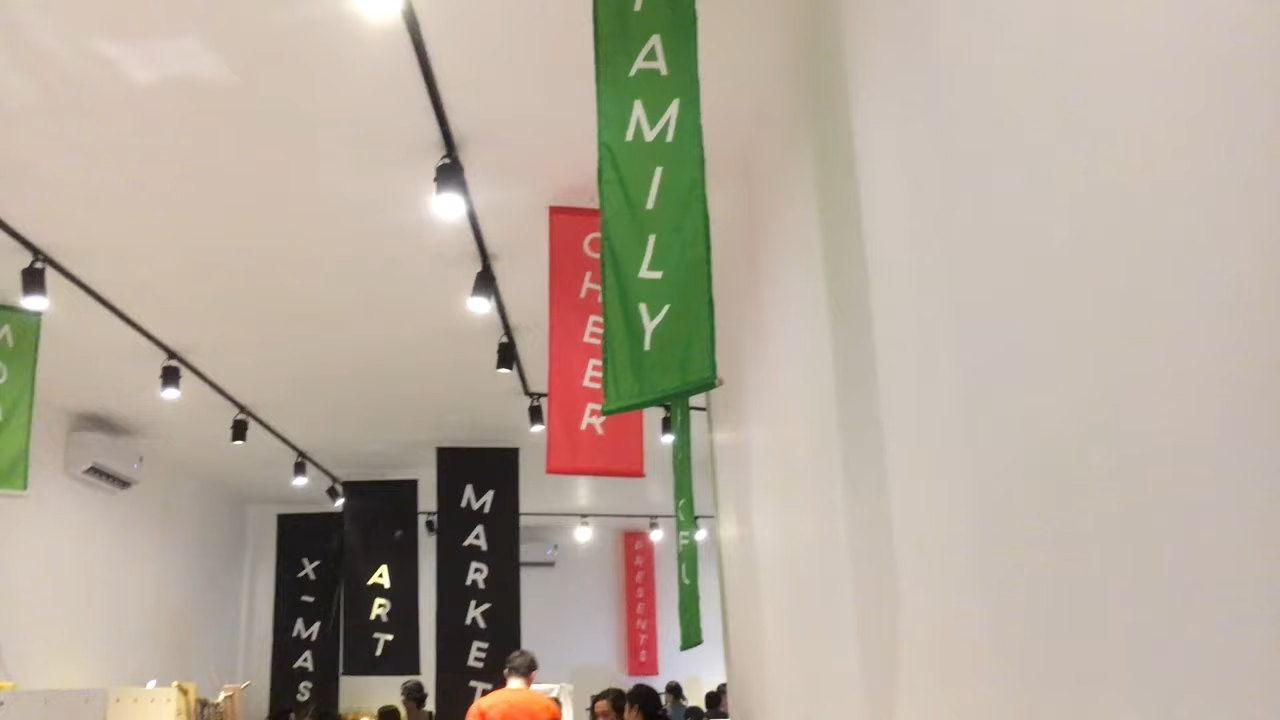 FAMILY
CHEER
X-MAS
ART
MARKET
PRESENTS